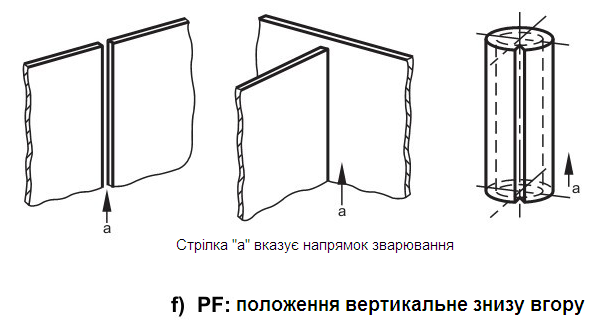 a
a
a
Стрілка "а" вказує напрямок зварювання
f) PF: положення вертикальне знизу вгору